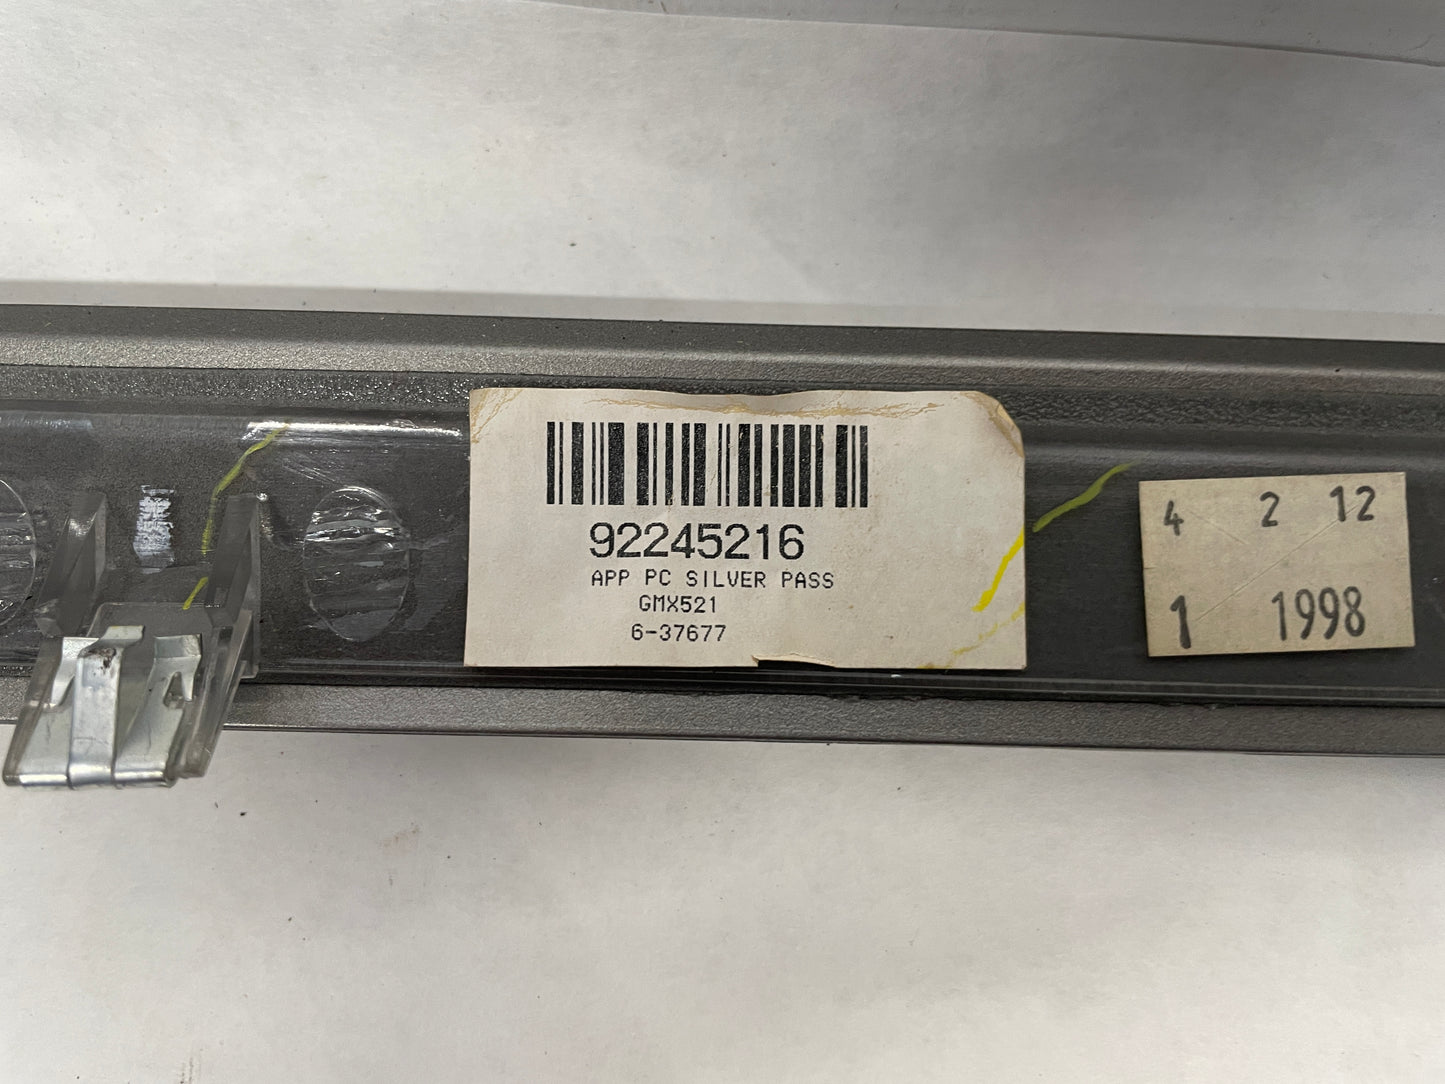 92245216
APP PC SILVER PASS
GMX521
6-37677
4 2 12
1 1998